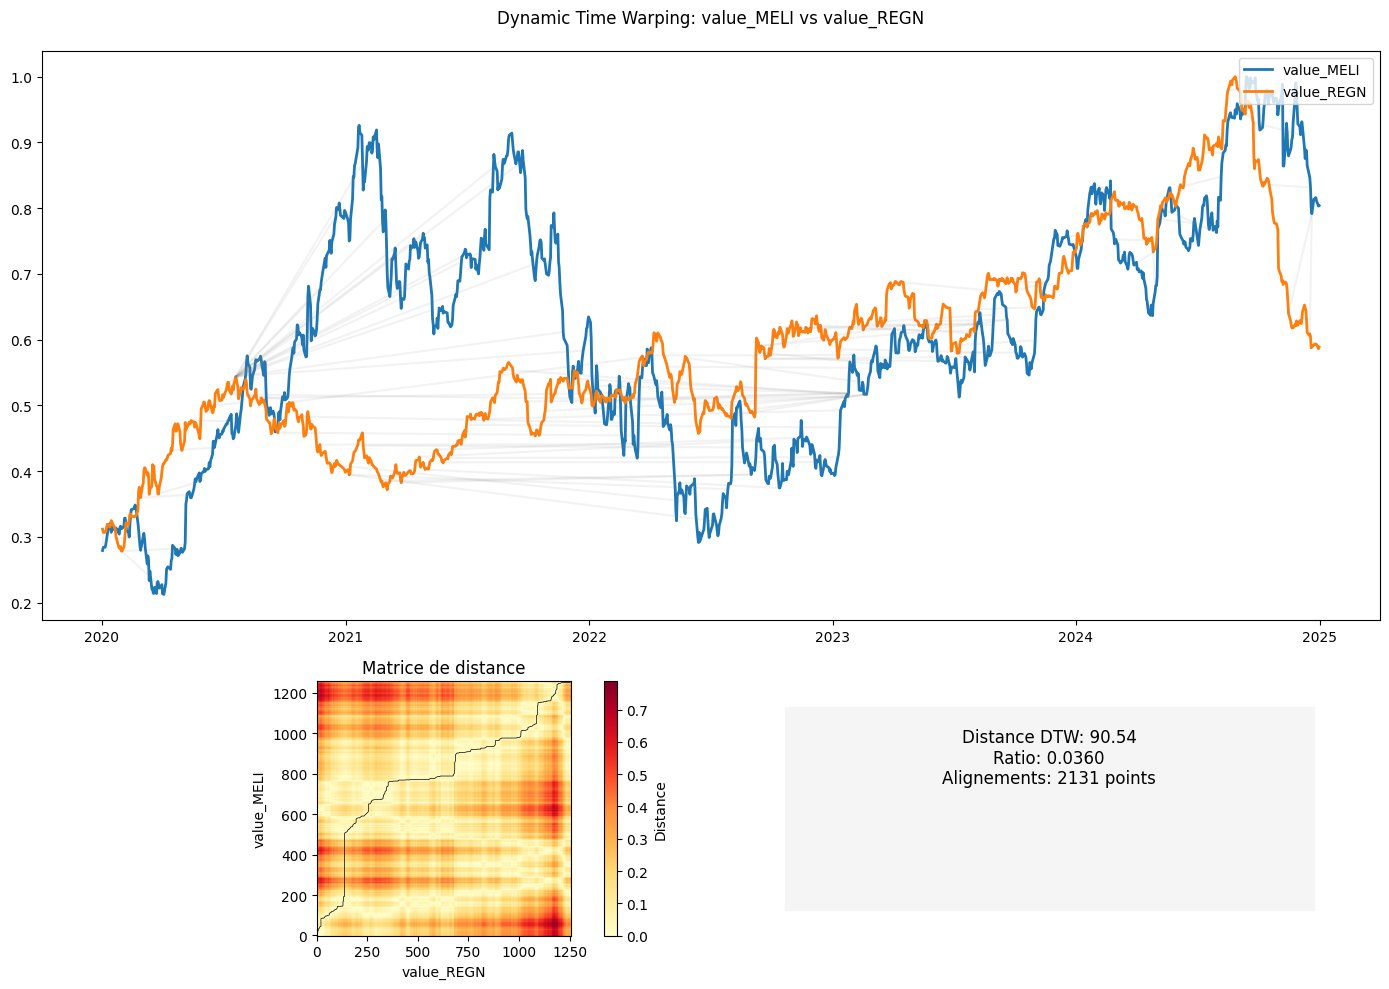 Dynamic Time Warping: value_MELI vs value_REGN
value_MELI
value_REGN
1.0
0.9
0.8
0.7
0.6
0.5
0.4
0.3
0.2
2020 2021 2022 2023 2024 2025
Matrice de distance
value_MELI
1200
1000
800
600
400
200
0
0 250 500 750 1000 1250
value_REGN
0.7
0.6
0.5
0.4
0.3
0.2
0.1
0.0
Distance
Distance DTW: 90.54
Ratio: 0.0360
Alignements: 2131 points